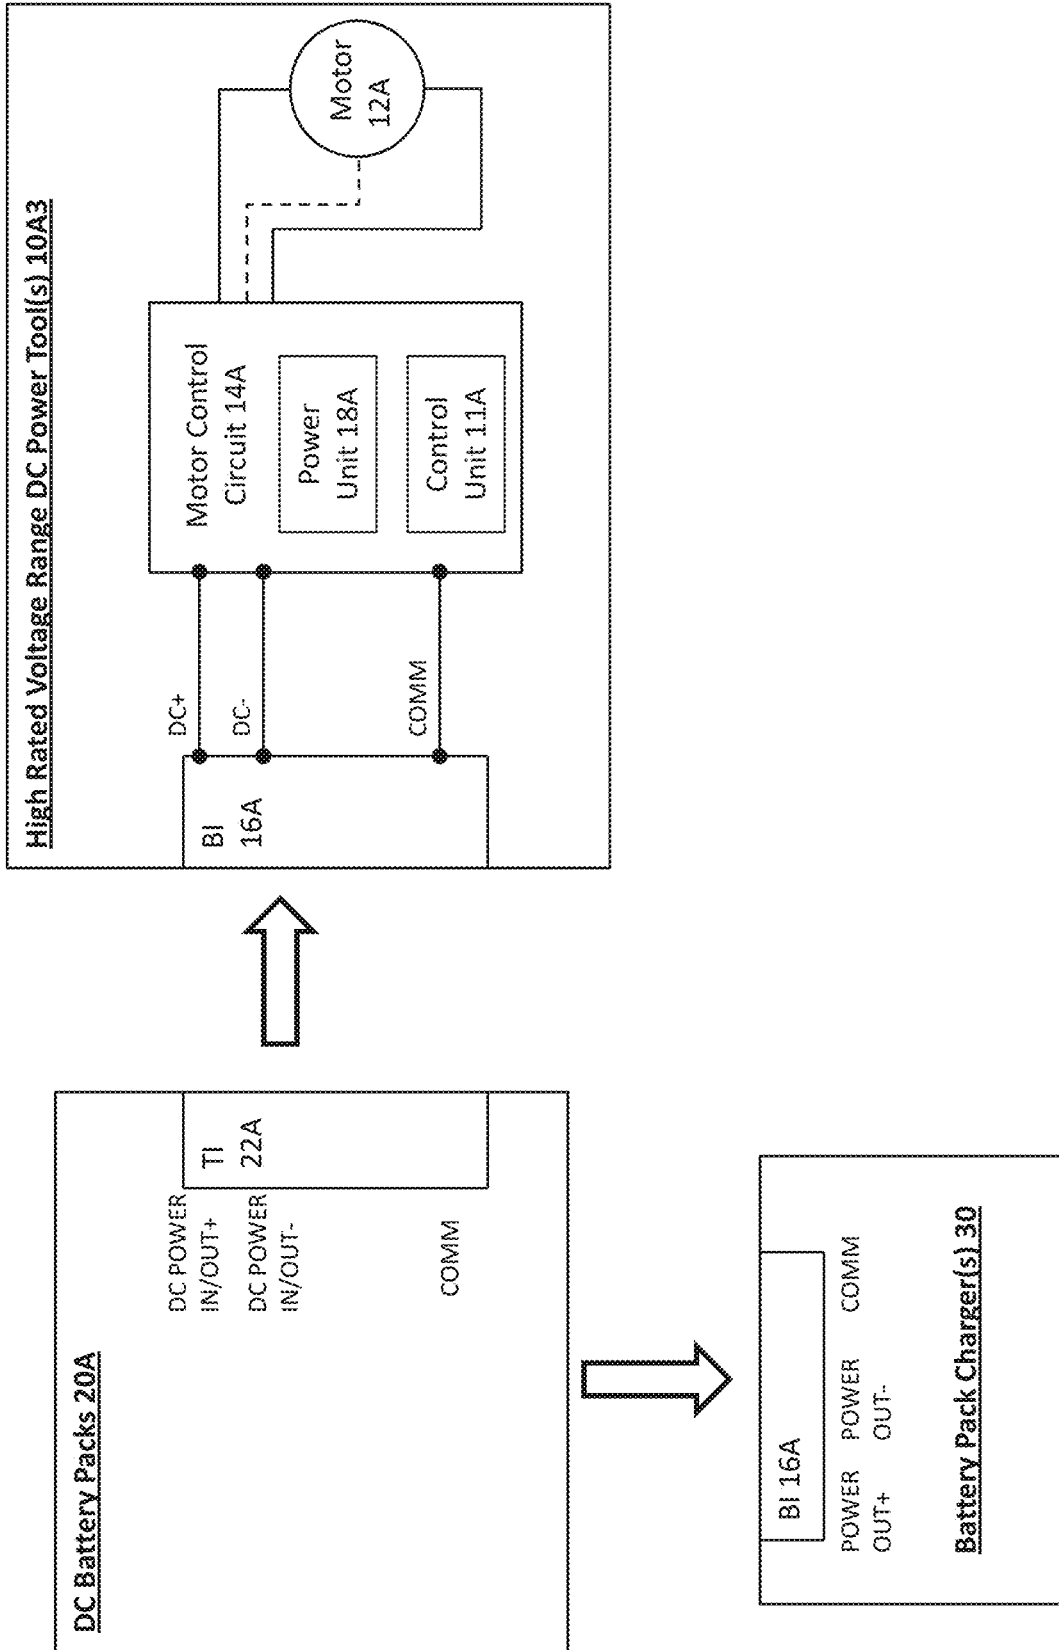 DC Battery Packs 20A
DC POWER
IN/OUT+
DC POWER
IN/OUT-
COMM
TI
22A
High Rated Voltage Range DC Power Tool(s) 10A3
BI
16A
DC+
DC-
COMM
Motor Control
Circuit 14A
Power
Unit 18A
Control
Unit 11A
Motor
12A
BI 16A
POWER
OUT+
POWER
OUT-
COMM
Battery Pack Charger(s) 30